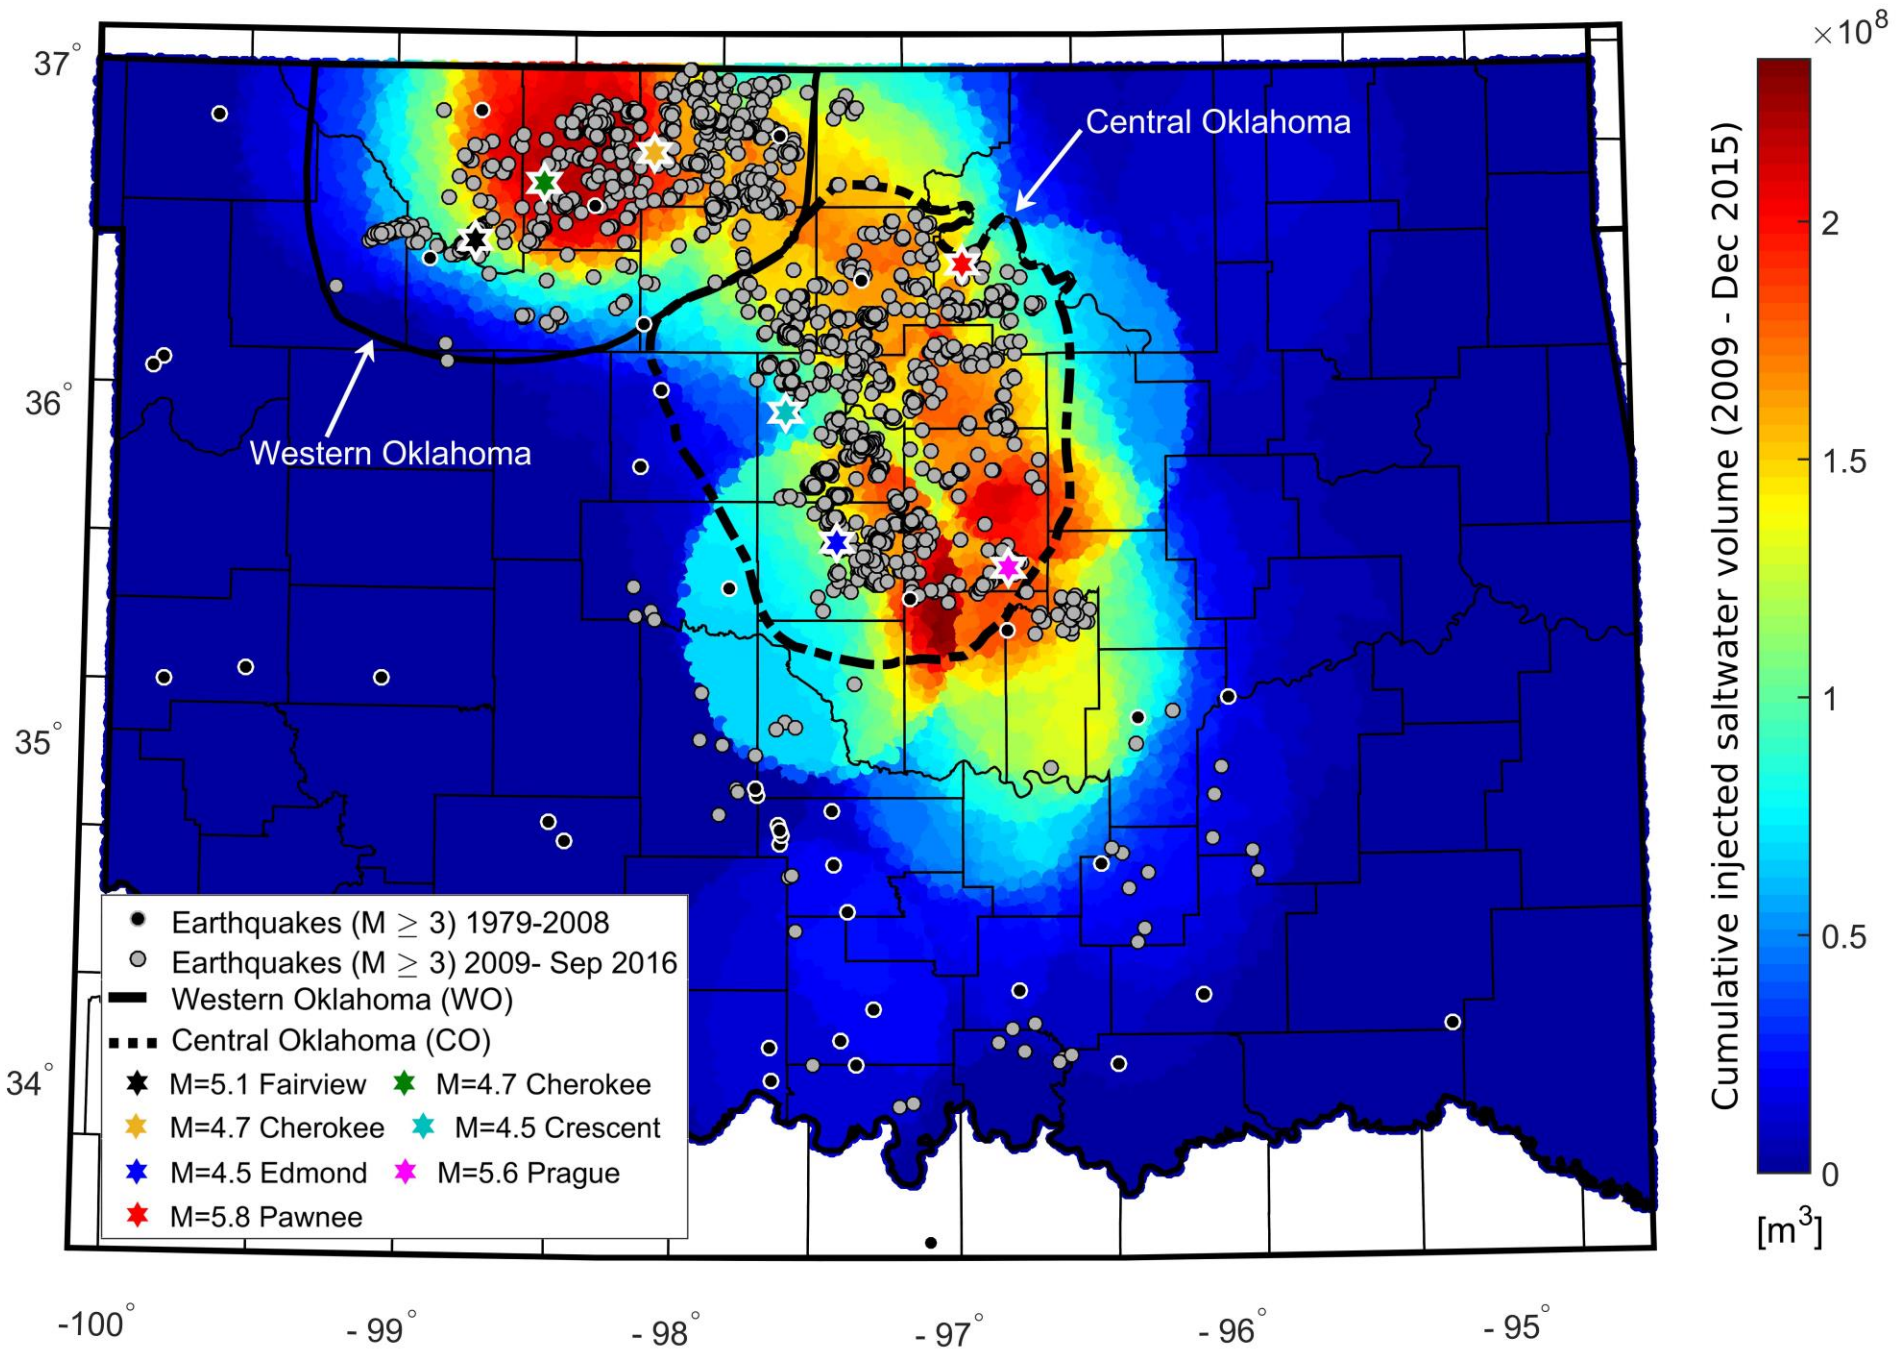 ×10⁸
37°
36°
35°
34°
Central Oklahoma
Western Oklahoma
Earthquakes (M ≥ 3) 1979-2008
Earthquakes (M ≥ 3) 2009- Sep 2016
Western Oklahoma (WO)
Central Oklahoma (CO)
M=5.1 Fairview M=4.7 Cherokee
M=4.7 Cherokee M=4.5 Crescent
M=4.5 Edmond M=5.6 Prague
M=5.8 Pawnee
-100° - 99° - 98° - 97° - 96° - 95°
Cumulative injected saltwater volume (2009 - Dec 2015)
2
1.5
1
0.5
0
[m³]